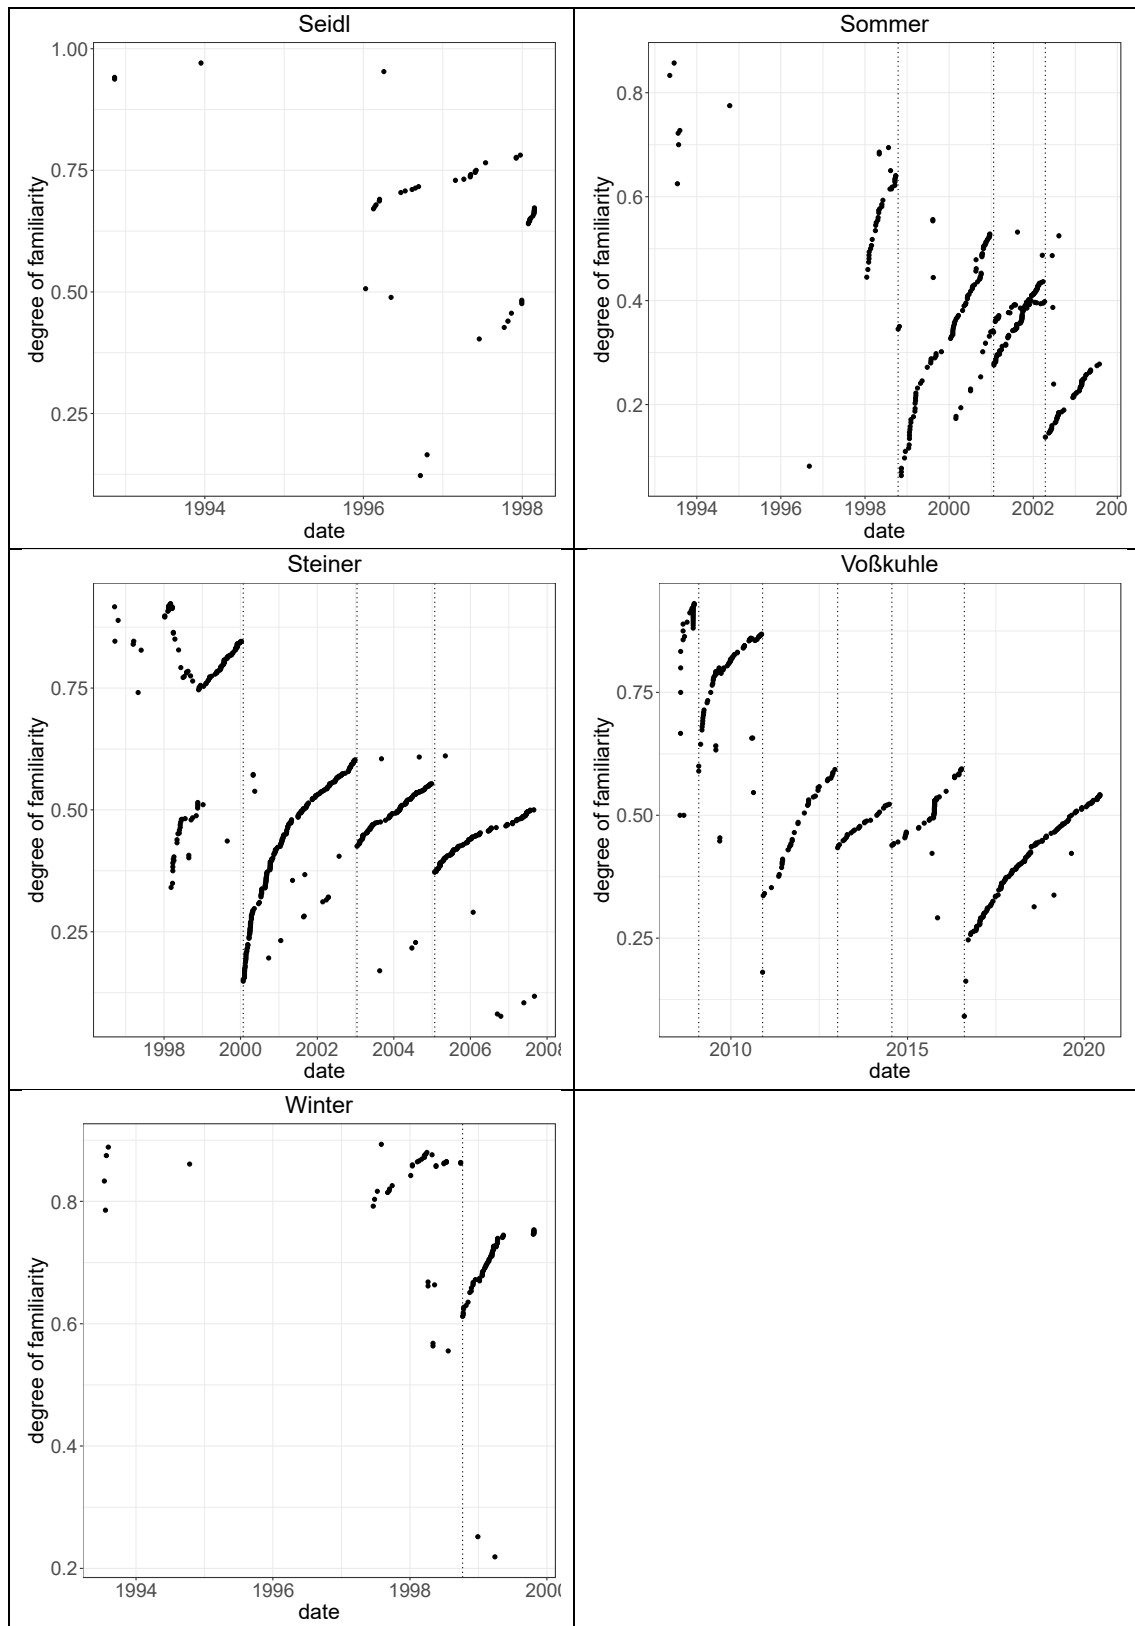 Seidl
1.00
0.75
0.50
0.25
degree of familiarity
1994 1996 1998
date
Sommer
0.8
0.6
0.4
0.2
degree of familiarity
1994 1996 1998 2000 2002 200
date
Steiner
0.75
0.50
0.25
degree of familiarity
1998 2000 2002 2004 2006 2008
date
Voßkuhle
0.75
0.50
0.25
degree of familiarity
2010 2015 2020
date
Winter
0.8
0.6
0.4
0.2
degree of familiarity
1994 1996 1998 2000
date